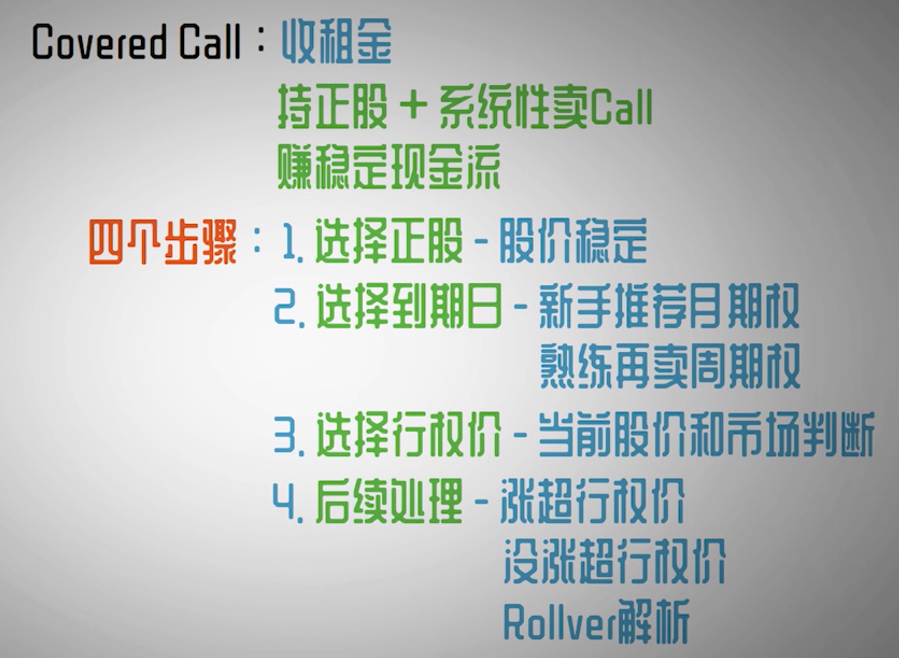 Covered Call：收租金
持正股 + 系统性卖Call
赚稳定现金流
四个步骤：1. 选择正股 - 股价稳定
2. 选择到期日 - 新手推荐月期权
熟练再卖周期权
3. 选择行权价 - 当前股价和市场判断
4. 后续处理 - 涨超行权价
没涨超行权价
Rollver解析